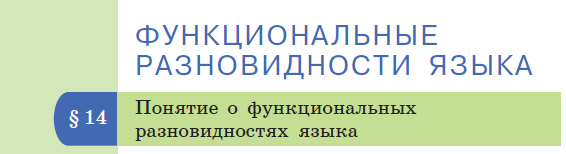 ФУНКЦИОНАЛЬНЫЕ
РАЗНОВИДНОСТИ ЯЗЫКА
§ 14
Понятие о функциональных
разновидностях языка